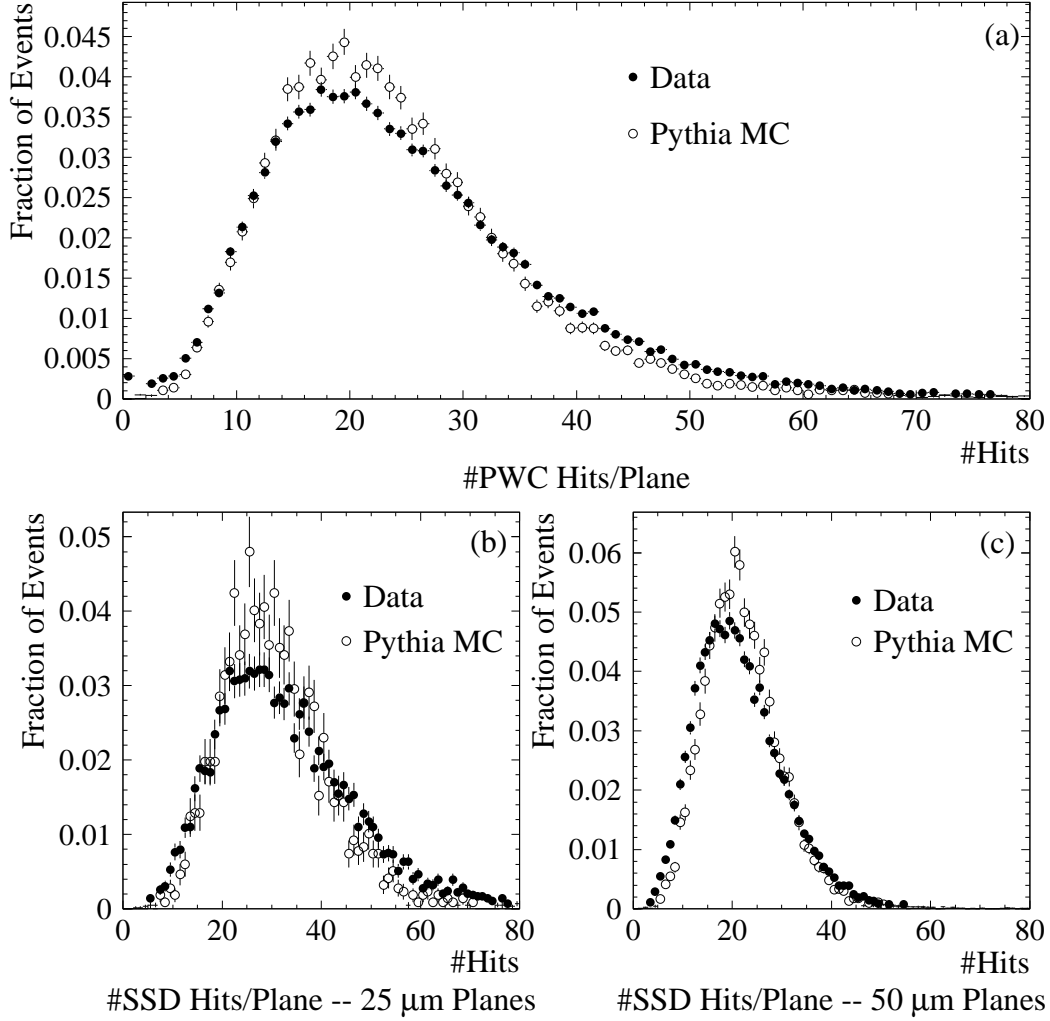 (a)
Fraction of Events
0.045
0.04
0.035
0.03
0.025
0.02
0.015
0.01
0.005
0
Data
Pythia MC
0 10 20 30 40 50 60 70 80
#Hits
#PWC Hits/Plane
(b)
Fraction of Events
0.05
0.04
0.03
0.02
0.01
0
Data
Pythia MC
0 20 40 60 80
#Hits
#SSD Hits/Plane -- 25 μm Planes
(c)
Fraction of Events
0.06
0.05
0.04
0.03
0.02
0.01
0
Data
Pythia MC
0 20 40 60 80
#Hits
#SSD Hits/Plane -- 50 μm Planes